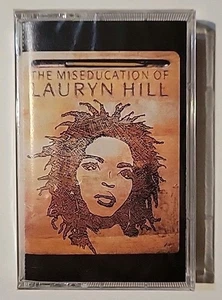 THE MISEDUCATION OF
LAURYN HILL